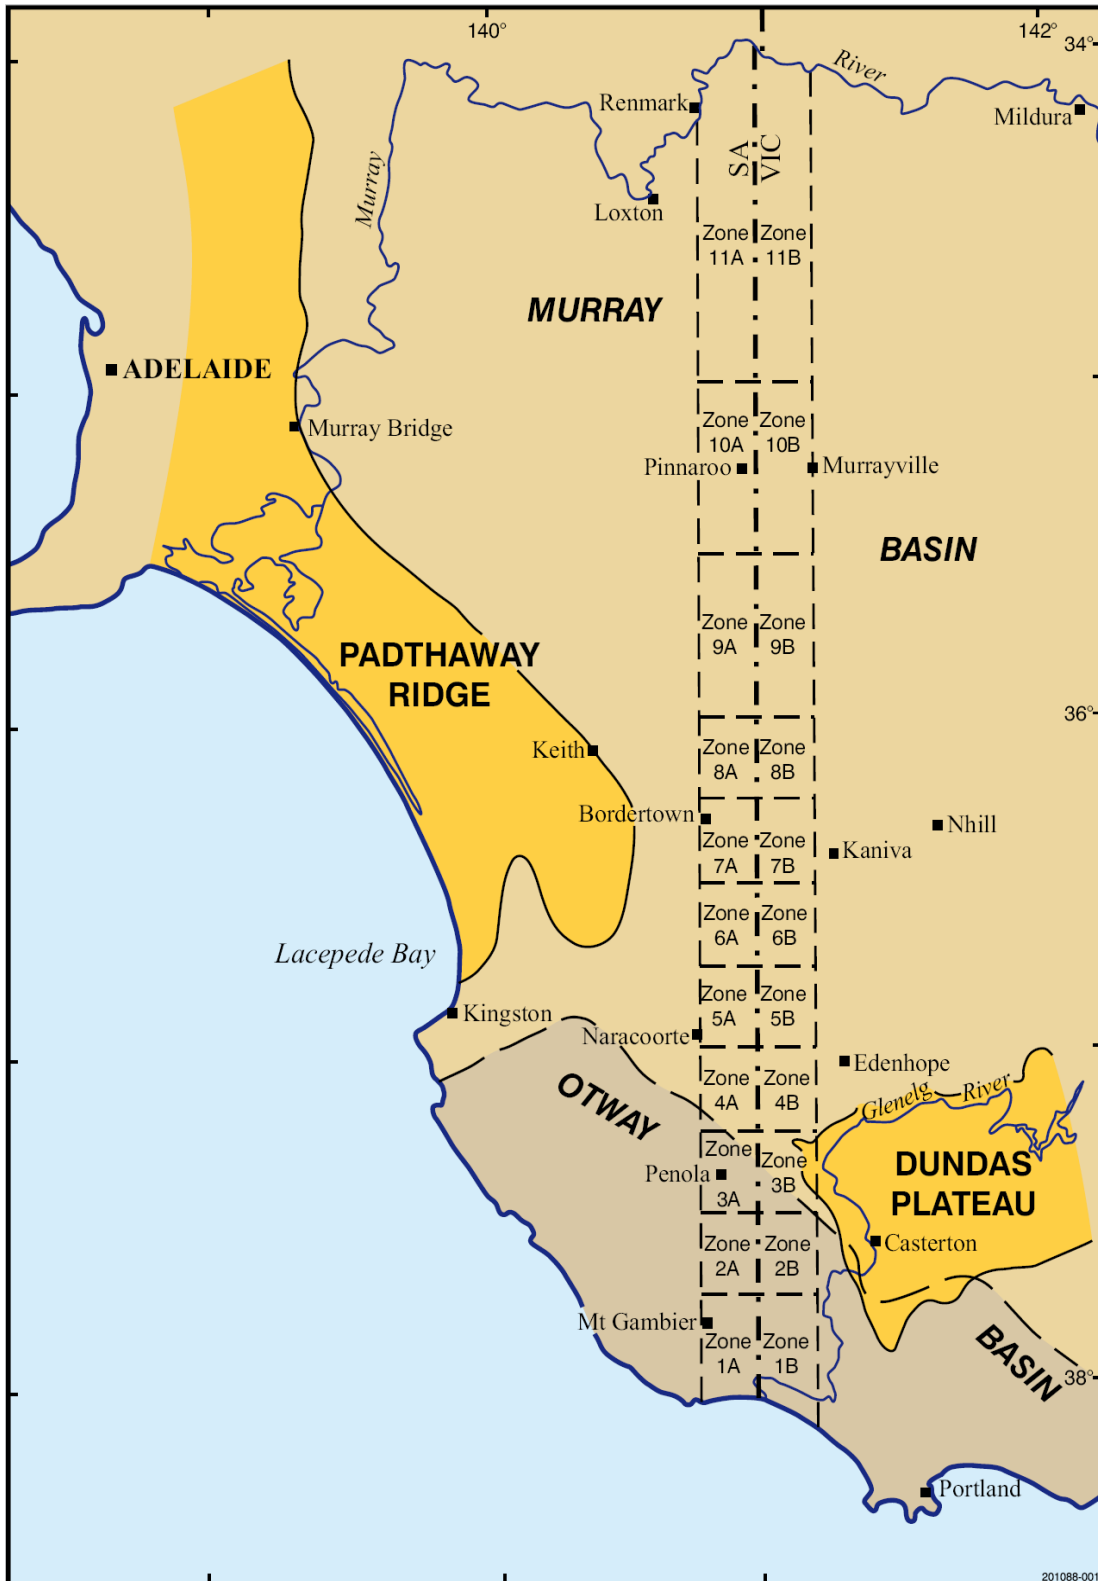 140°
142°
34°
River
Renmark
Mildura
SA
VIC
Murray
Loxton
Zone
11A
Zone
11B
MURRAY
ADELAIDE
Murray Bridge
Zone
10A
Zone
10B
Pinnaroo
Murrayville
BASIN
Zone
9A
Zone
9B
PADTHAWAY
RIDGE
36°
Keith
Zone
8A
Zone
8B
Bordertown
Nhill
Zone
7A
Zone
7B
Kaniva
Zone
6A
Zone
6B
Lacepede Bay
Kingston
Zone
5A
Zone
5B
Naracoorte
Edenhope
OTWAY
Zone
4A
Zone
4B
Glenelg River
Zone
3A
Zone
3B
Penola
DUNDAS
PLATEAU
Casterton
Zone
2A
Zone
2B
Mt Gambier
Zone
1A
Zone
1B
BASIN
38°
Portland
201088-001